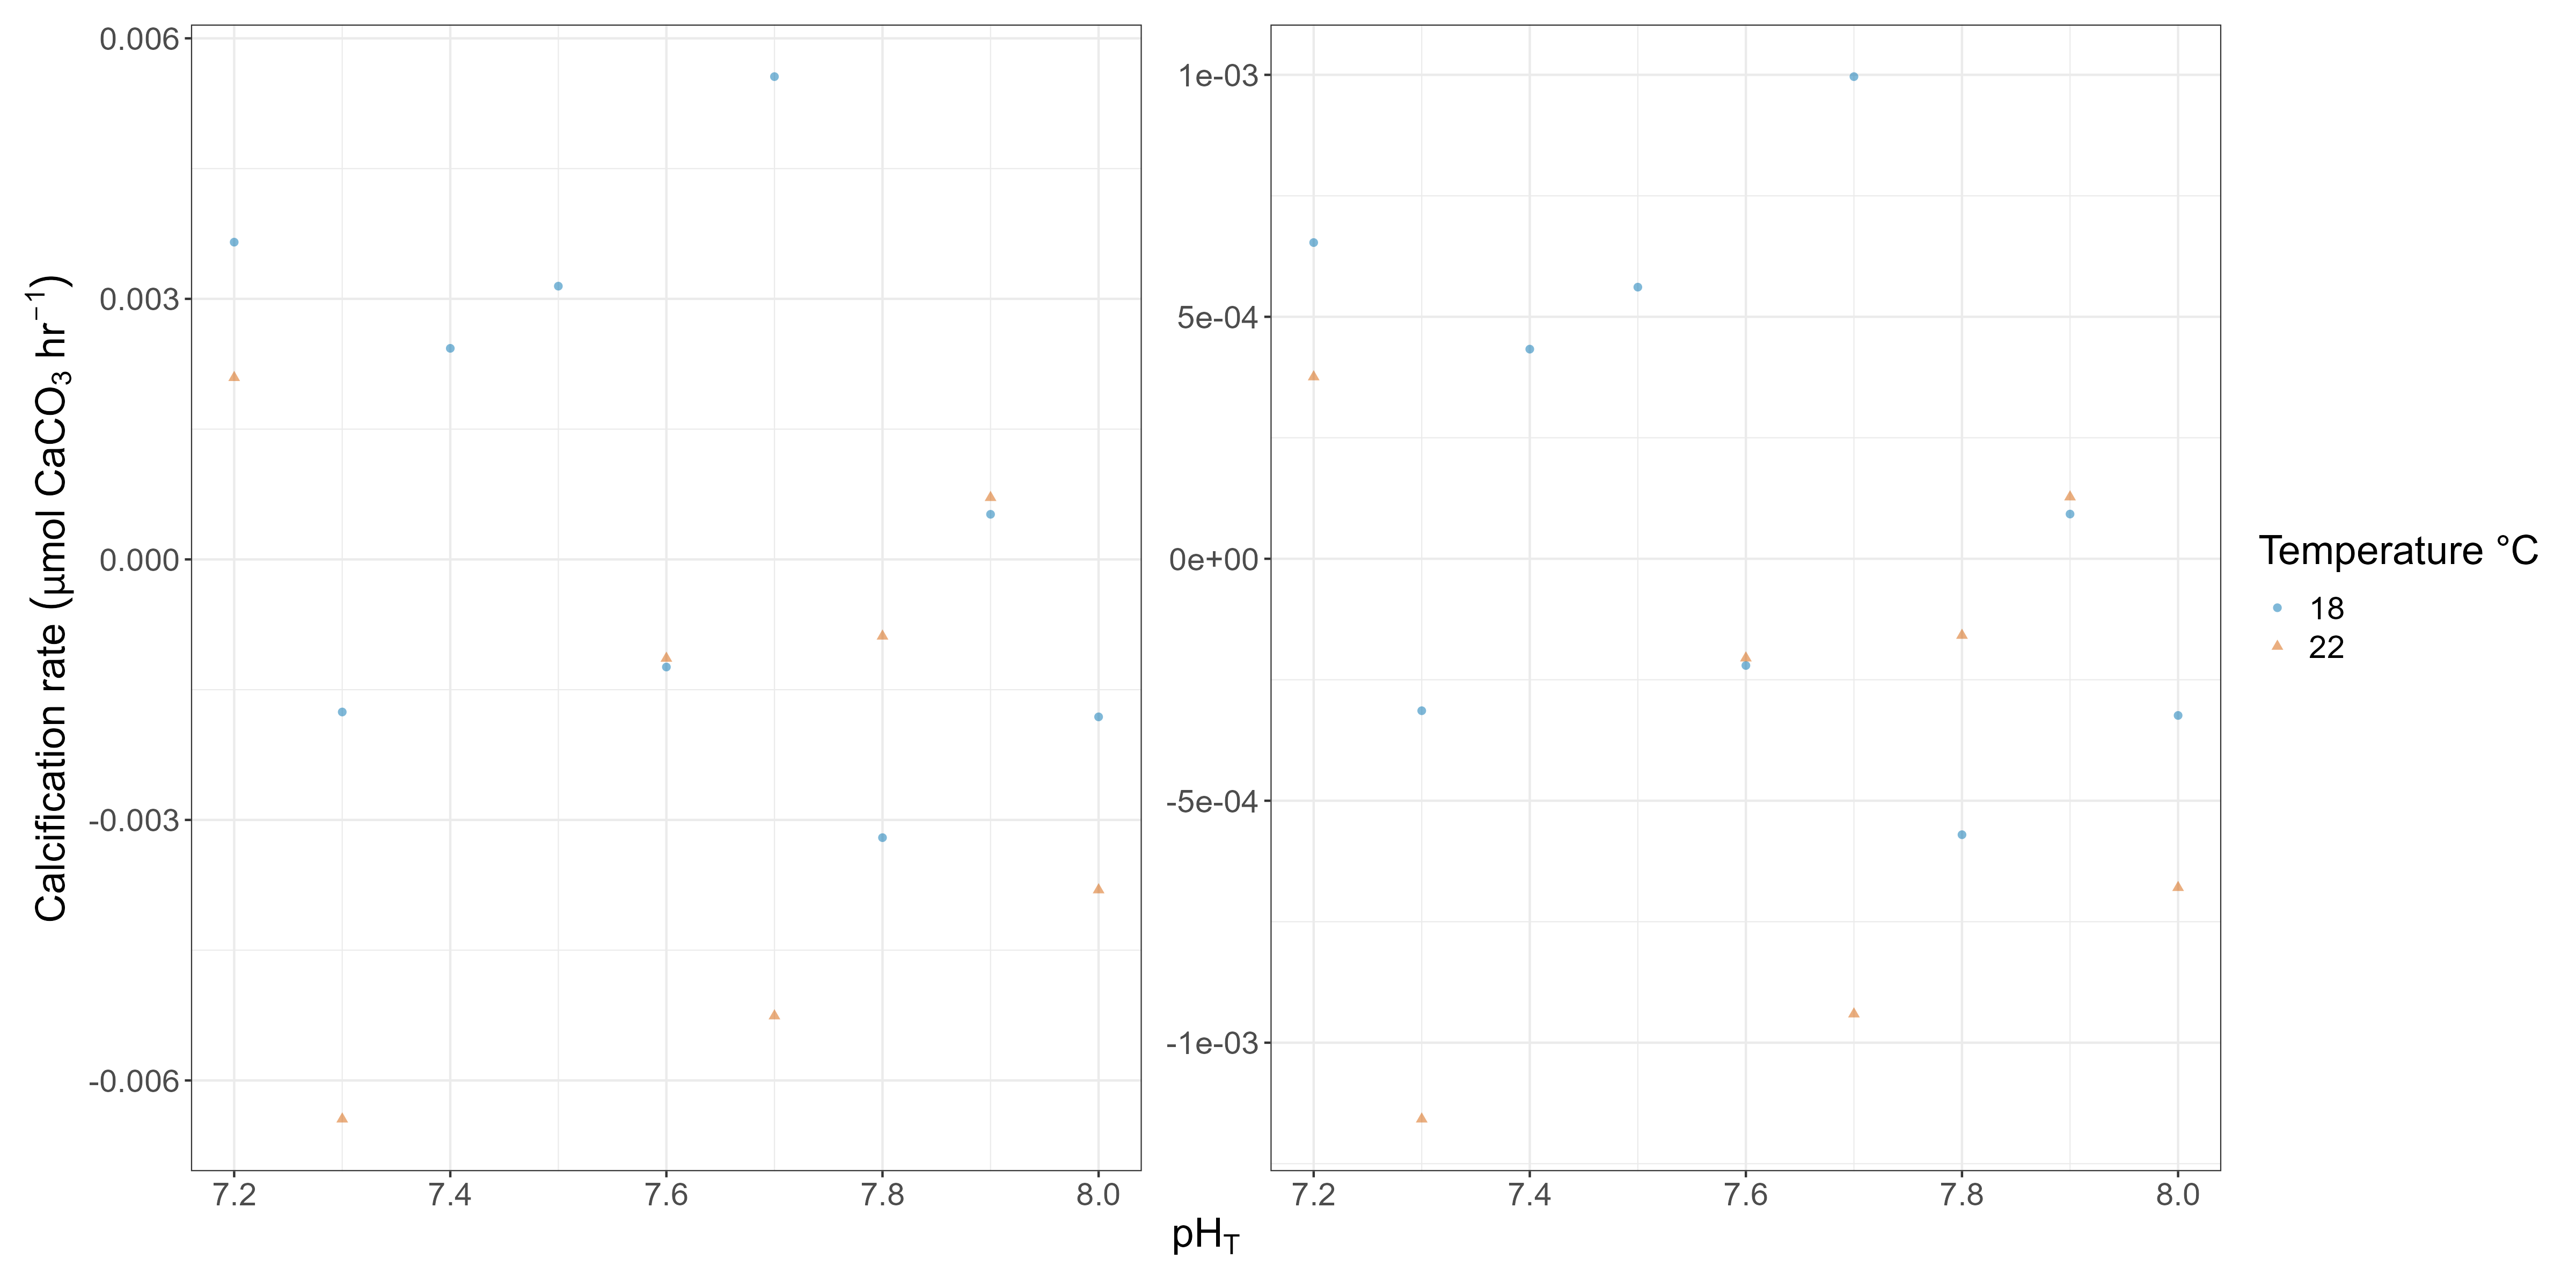 Calcification rate (µmol CaCO₃ hr⁻¹)
0.006
0.003
0.000
-0.003
-0.006
7.2 7.4 7.6 7.8 8.0
1e-03
5e-04
0e+00
-5e-04
-1e-03
7.2 7.4 7.6 7.8 8.0
pH_T
Temperature °C
18
22